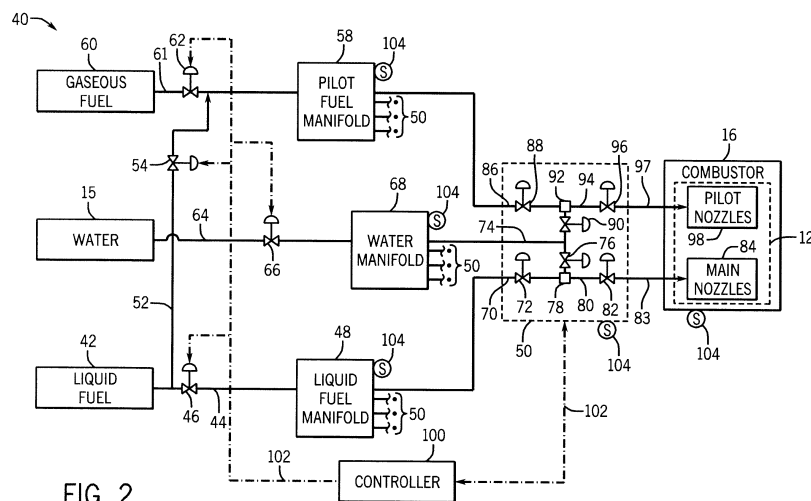 40
60
GASEOUS
FUEL
61
62
58
PILOT
FUEL
MANIFOLD
S
104
50
54
15
WATER
64
66
68
WATER
MANIFOLD
S
104
50
74
52
42
LIQUID
FUEL
46
44
48
LIQUID
FUEL
MANIFOLD
S
104
50
86
88
92
94
96
97
90
76
70
72
78
80
82
83
50
S
104
16
COMBUSTOR
PILOT
NOZZLES
98
84
MAIN
NOZZLES
12
S
104
102
100
CONTROLLER
102
FIG. 2